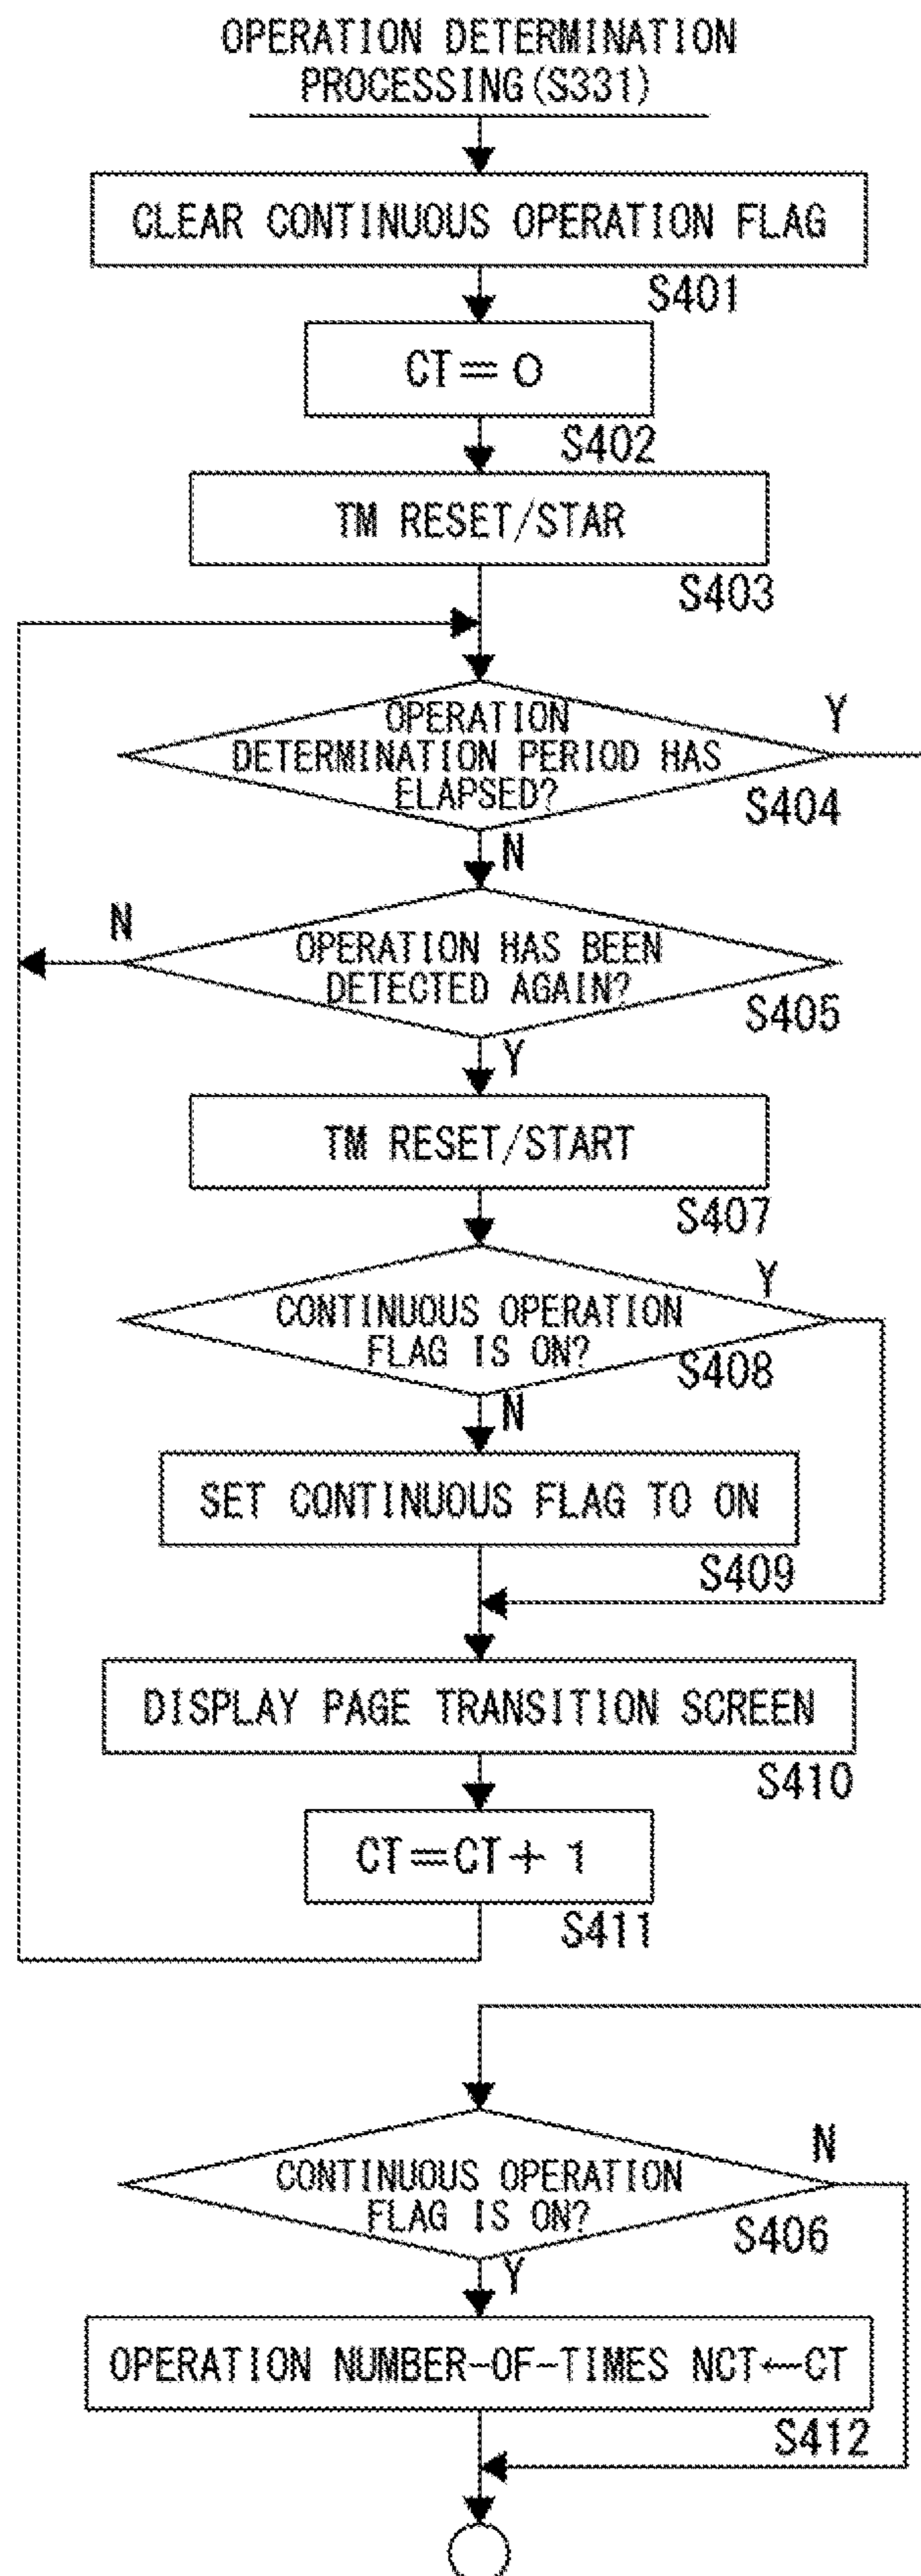 OPERATION DETERMINATION
PROCESSING(S331)
CLEAR CONTINUOUS OPERATION FLAG
S401
CT=0
S402
TM RESET/STAR
S403
OPERATION
DETERMINATION PERIOD HAS
ELAPSED?
Y
S404
N
OPERATION HAS BEEN
DETECTED AGAIN?
N
S405
Y
TM RESET/START
S407
CONTINUOUS OPERATION
FLAG IS ON?
Y
S408
N
SET CONTINUOUS FLAG TO ON
S409
DISPLAY PAGE TRANSITION SCREEN
S410
CT=CT+1
S411
CONTINUOUS OPERATION
FLAG IS ON?
N
S406
Y
OPERATION NUMBER-OF-TIMES NCT←CT
S412